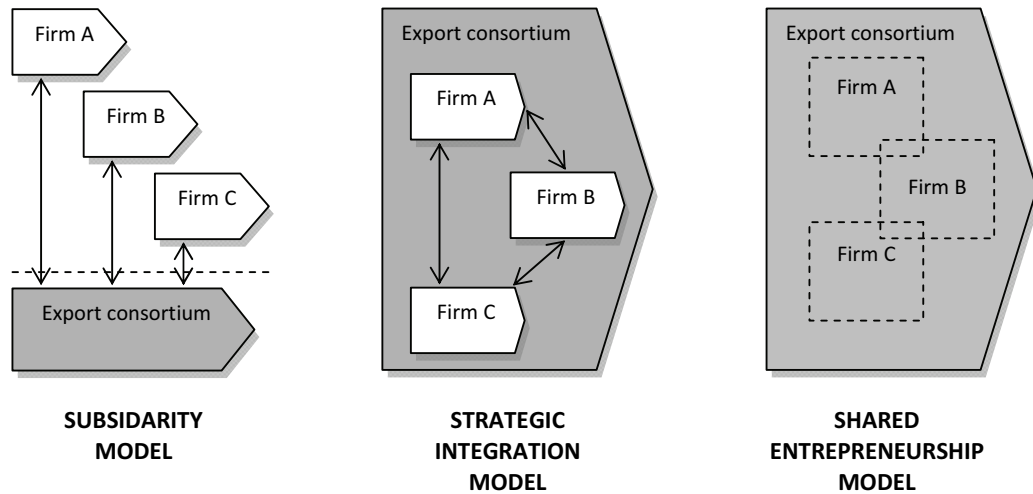 Firm A
Firm B
Firm C
Export consortium
SUBSIDARITY
MODEL
Export consortium
Firm A
Firm B
Firm C
STRATEGIC
INTEGRATION
MODEL
Export consortium
Firm A
Firm B
Firm C
SHARED
ENTREPRENEURSHIP
MODEL